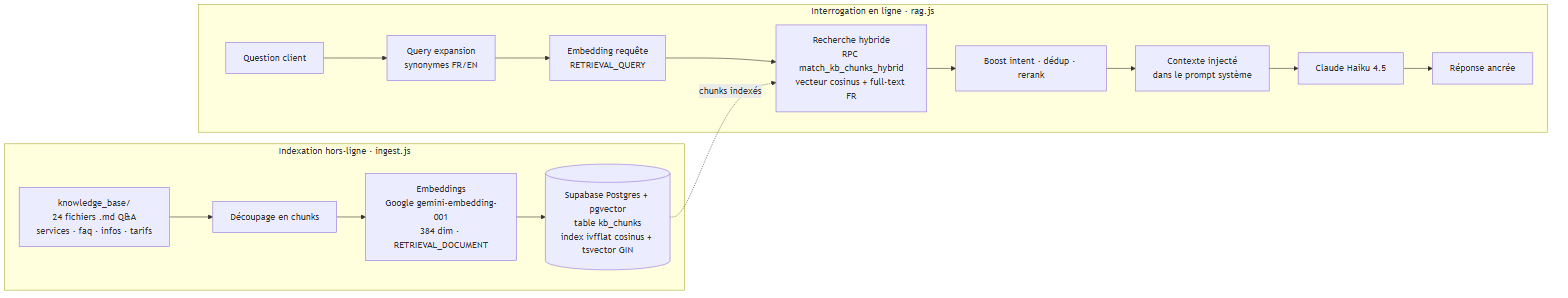 Interrogation en ligne · rag.js
Question client
Query expansion
synonymes FR/EN
Embedding requête
RETRIEVAL_QUERY
Recherche hybride
RPC
match_kb_chunks_hybrid
vecteur cosinus + full-text
FR
Boost intent · dédup ·
rerank
Contexte injecté
dans le prompt système
Claude Haiku 4.5
Réponse ancrée
chunks indexés
Indexation hors-ligne · ingest.js
knowledge_base/
24 fichiers .md Q&A
services · faq · infos · tarifs
Découpage en chunks
Embeddings
Google gemini-embedding-
001
384 dim ·
RETRIEVAL_DOCUMENT
Supabase Postgres +
pgvector
table kb_chunks
index ivfflat cosinus +
tsvector GIN